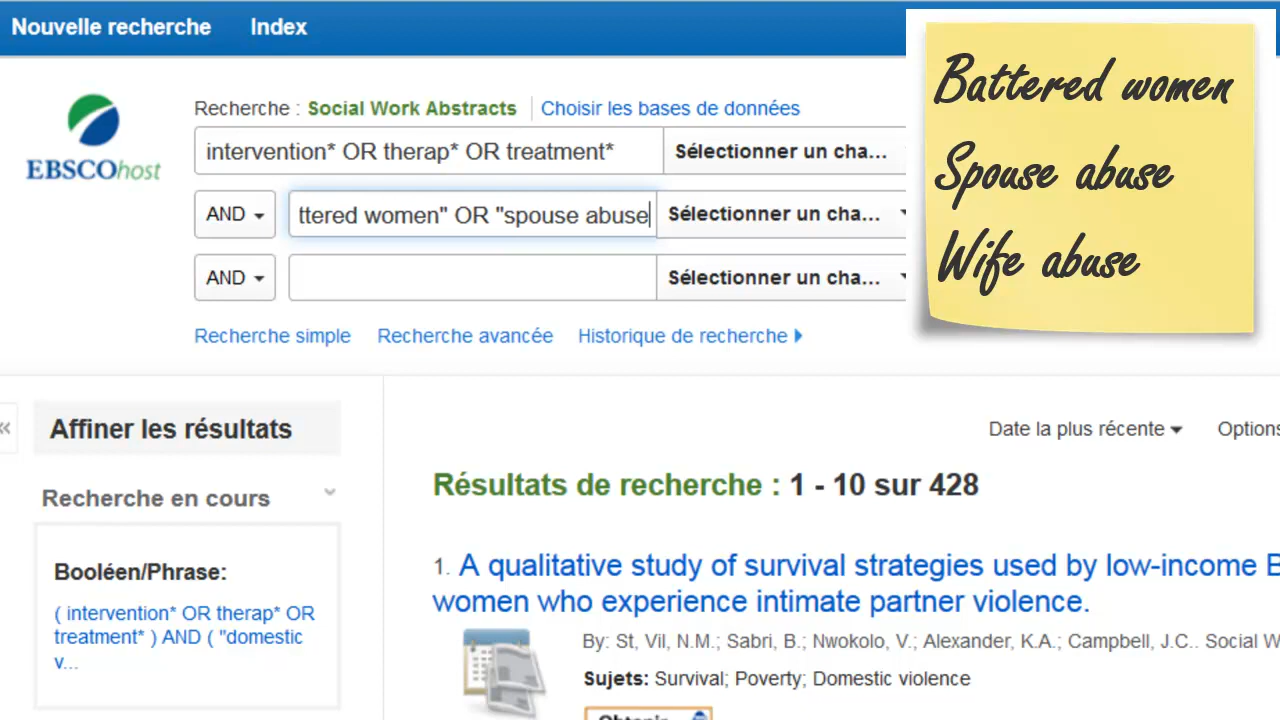 Nouvelle recherche Index
Battered women
Spouse abuse
Wife abuse
EBSCOhost
Recherche : Social Work Abstracts Choisir les bases de données
intervention* OR therap* OR treatment* Sélectionner un cha...
AND ttered women" OR "spouse abuse Sélectionner un cha...
AND Sélectionner un cha...
Recherche simple Recherche avancée Historique de recherche
Affiner les résultats
Date la plus récente Options
Recherche en cours
Résultats de recherche : 1 - 10 sur 428
Booléen/Phrase:
( intervention* OR therap* OR
treatment* ) AND ( "domestic
v...
1. A qualitative study of survival strategies used by low-income B
women who experience intimate partner violence.
By: St, Vil, N.M.; Sabri, B.; Nwokolo, V.; Alexander, K.A.; Campbell, J.C.. Social W
Sujets: Survival; Poverty; Domestic violence